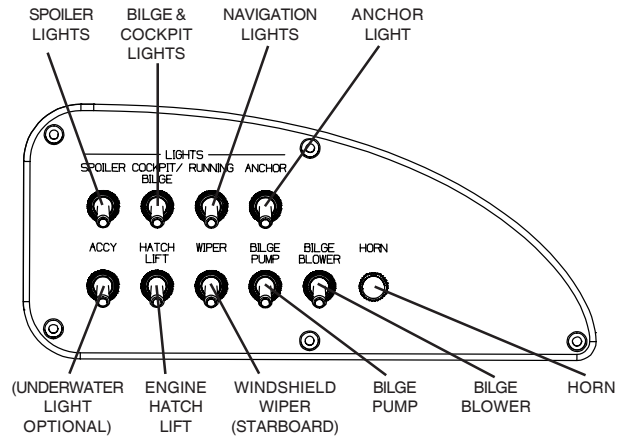 SPOILER LIGHTS
BILGE & COCKPIT LIGHTS
NAVIGATION LIGHTS
ANCHOR LIGHT
LIGHTS
SPOILER
COCKPIT/ BILGE
RUNNING
ANCHOR
ACCY
HATCH LIFT
WIPER
BILGE PUMP
BILGE BLOWER
HORN
(UNDERWATER LIGHT OPTIONAL)
ENGINE HATCH LIFT
WINDSHIELD WIPER (STARBOARD)
BILGE PUMP
BILGE BLOWER
HORN